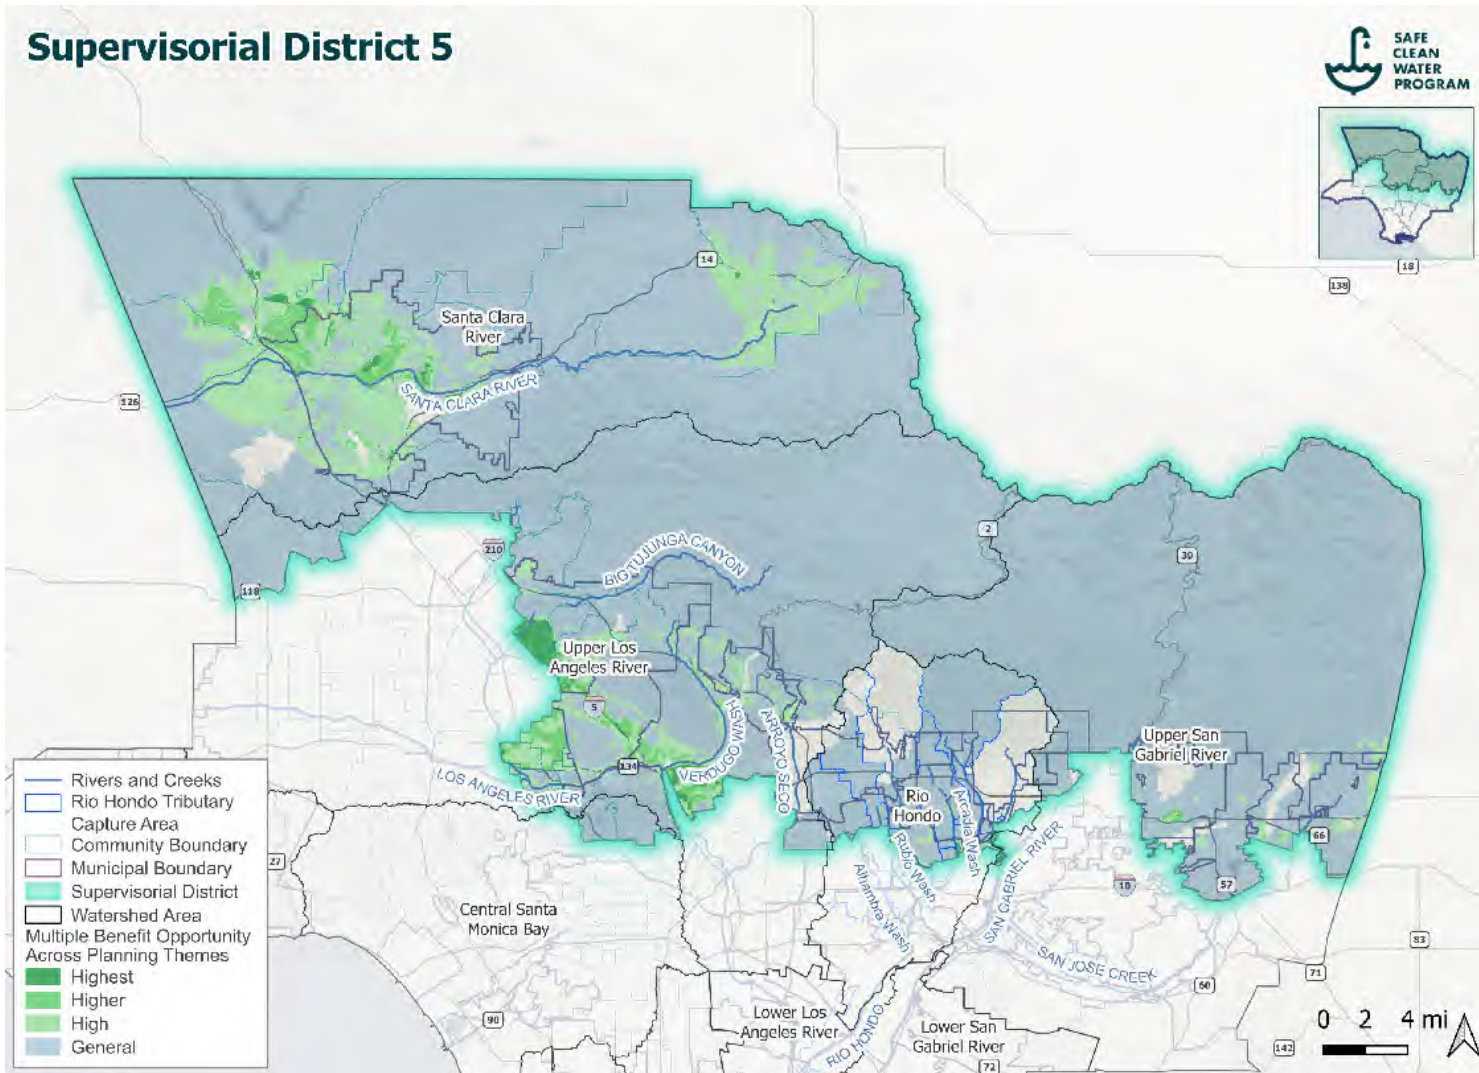 Supervisorial District 5
SAFE
CLEAN
WATER
PROGRAM
18
138
14
Santa Clara
River
SANTA CLARA RIVER
126
2
39
210
BIG TUJUNGA CANYON
118
Upper Los
Angeles River
5
VERDUGO WASH
ARROYO SECO
134
LOS ANGELES RIVER
Upper San
Gabriel River
Rio
Hondo
Arcadia Wash
Rubio Wash
Alhambra Wash
SAN GABRIEL RIVER
66
57
10
27
Central Santa
Monica Bay
SAN JOSE CREEK
83
71
60
90
Lower Los
Angeles River
RIO HONDO
Lower San
Gabriel River
72
142
Rivers and Creeks
Rio Hondo Tributary
Capture Area
Community Boundary
Municipal Boundary
Supervisorial District
Watershed Area
Multiple Benefit Opportunity
Across Planning Themes
Highest
Higher
High
General
0 2 4 mi